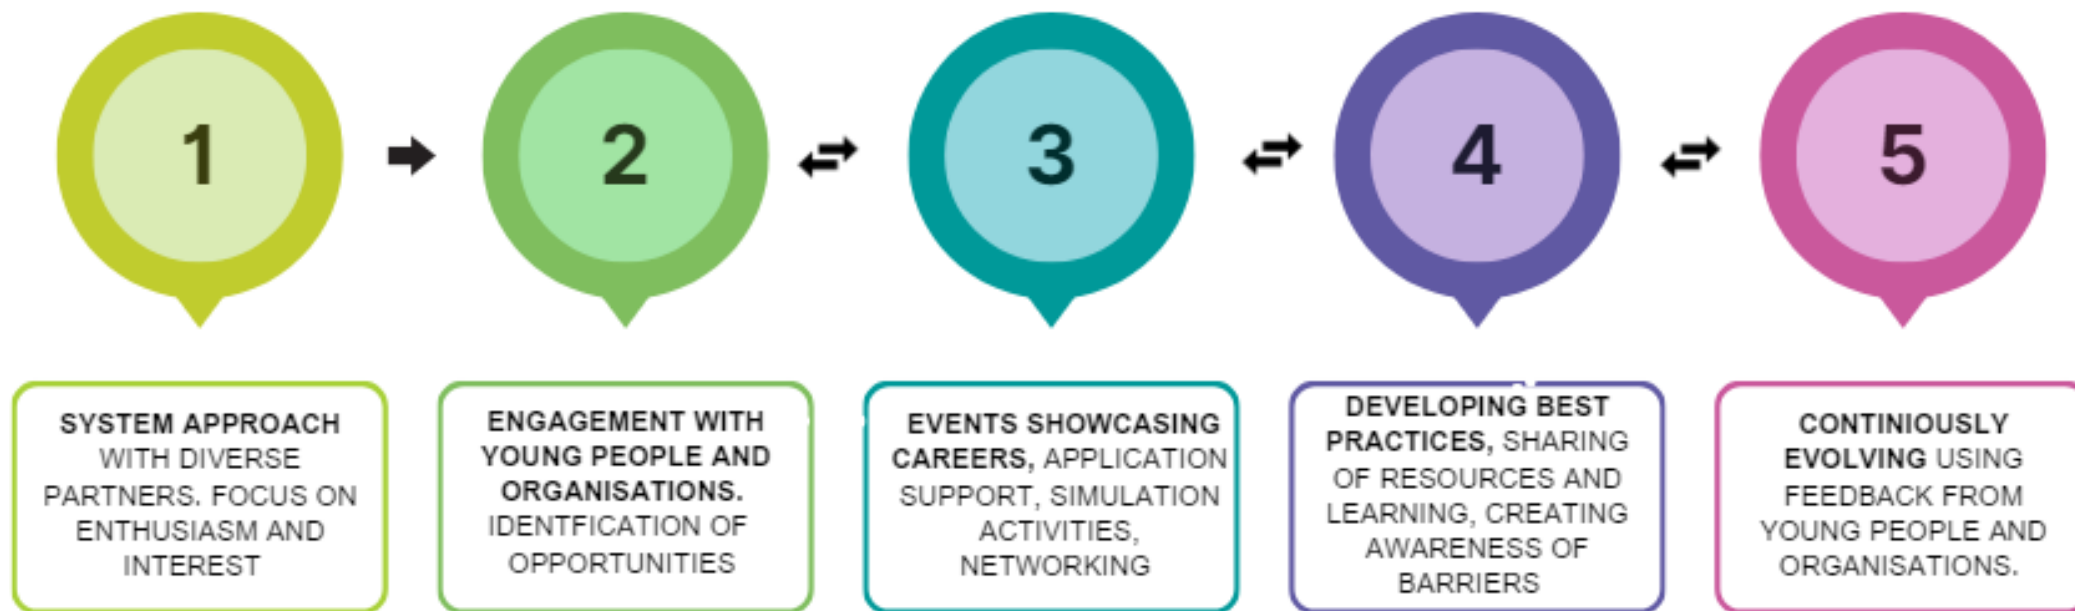 1
2
3
4
5
SYSTEM APPROACH
WITH DIVERSE
PARTNERS. FOCUS ON
ENTHUSIASM AND
INTEREST
ENGAGEMENT WITH
YOUNG PEOPLE AND
ORGANISATIONS.
IDENTFICATION OF
OPPORTUNITIES
EVENTS SHOWCASING
CAREERS, APPLICATION
SUPPORT, SIMULATION
ACTIVITIES,
NETWORKING
DEVELOPING BEST
PRACTICES, SHARING
OF RESOURCES AND
LEARNING, CREATING
AWARENESS OF
BARRIERS
CONTINIOUSLY
EVOLVING USING
FEEDBACK FROM
YOUNG PEOPLE AND
ORGANISATIONS.